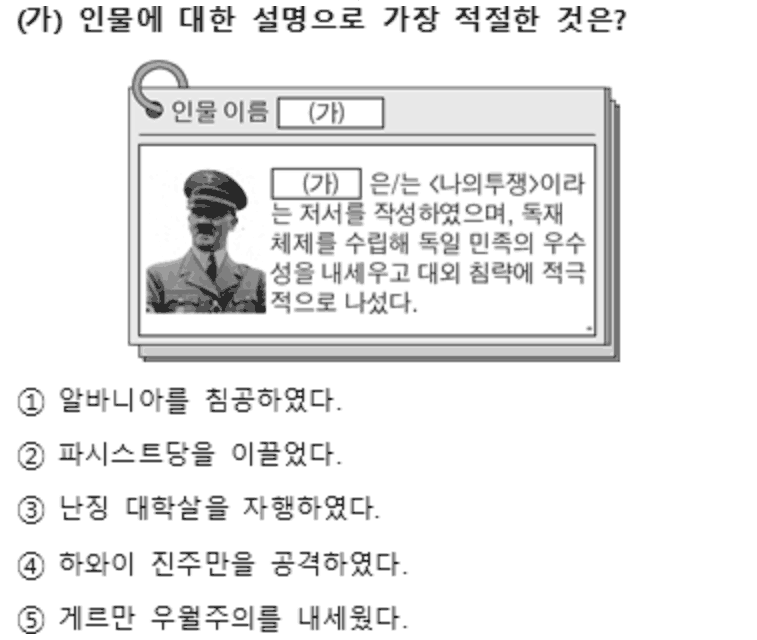 (가) 인물에 대한 설명으로 가장 적절한 것은?
인물 이름 (가)
(가) 은/는 <나의투쟁>이라
는 저서를 작성하였으며, 독재
체제를 수립해 독일 민족의 우수
성을 내세우고 대외 침략에 적극
적으로 나섰다.
① 알바니아를 침공하였다.
② 파시스트당을 이끌었다.
③ 난징 대학살을 자행하였다.
④ 하와이 진주만을 공격하였다.
⑤ 게르만 우월주의를 내세웠다.